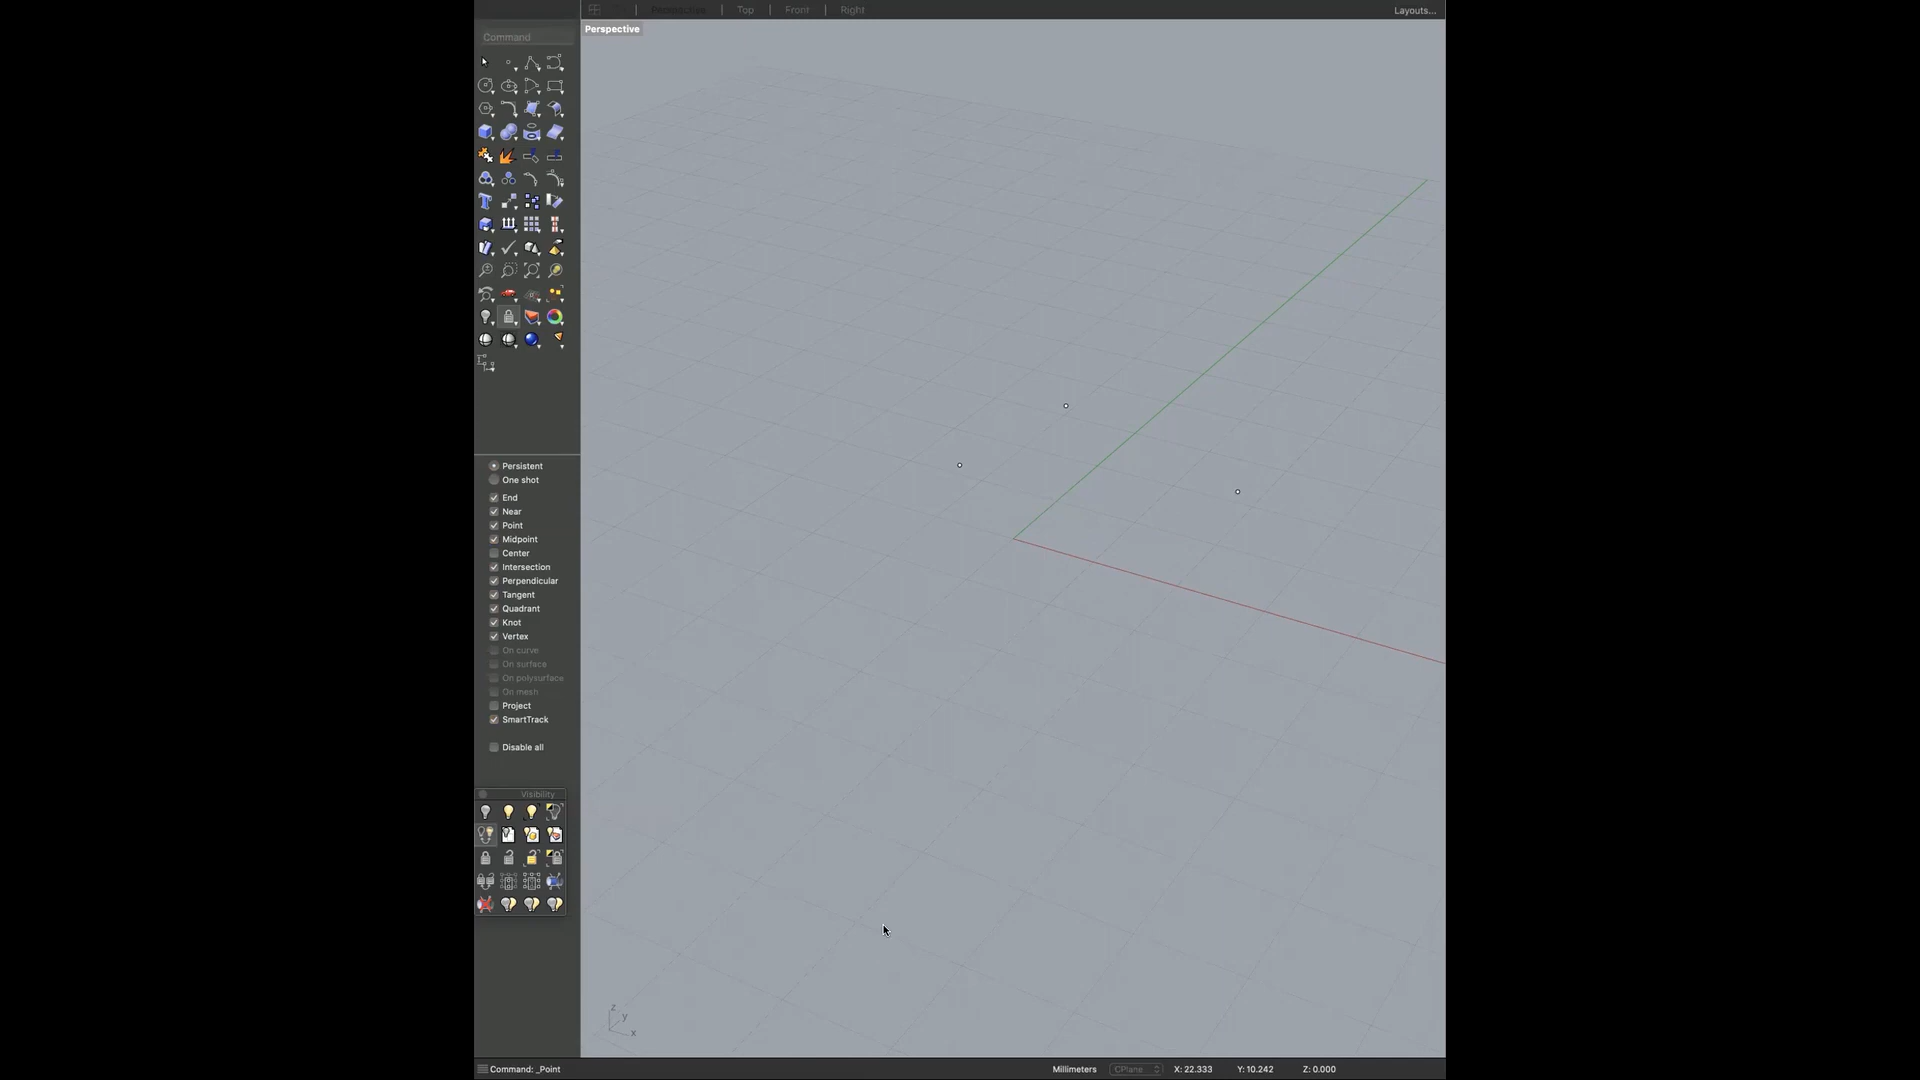 Perspective | Top | Front | Right
Layouts...
Perspective
Command
Persistent
One shot
End
Near
Point
Midpoint
Center
Intersection
Perpendicular
Tangent
Quadrant
Knot
Vertex
On curve
On surface
On polysurface
On mesh
Project
SmartTrack
Disable all
Visibility
z
y
x
Command: _Point
Millimeters
CPlane
X: 22.333
Y: 10.242
Z: 0.000